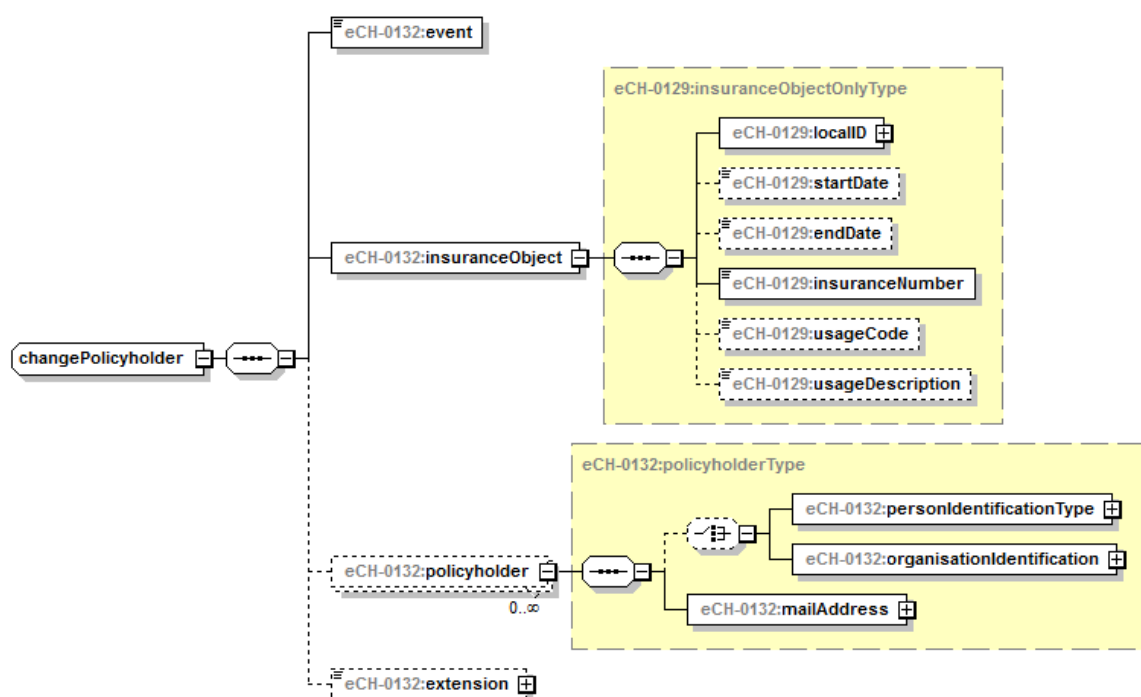 eCH-0132:event
eCH-0129:insuranceObjectOnlyType
eCH-0129:localID
eCH-0129:startDate
eCH-0129:endDate
eCH-0132:insuranceObject
eCH-0129:insuranceNumber
eCH-0129:usageCode
changePolicyholder
eCH-0129:usageDescription
eCH-0132:policyholderType
eCH-0132:personIdentificationType
eCH-0132:organisationIdentification
eCH-0132:policyholder
0..∞
eCH-0132:mailAddress
eCH-0132:extension